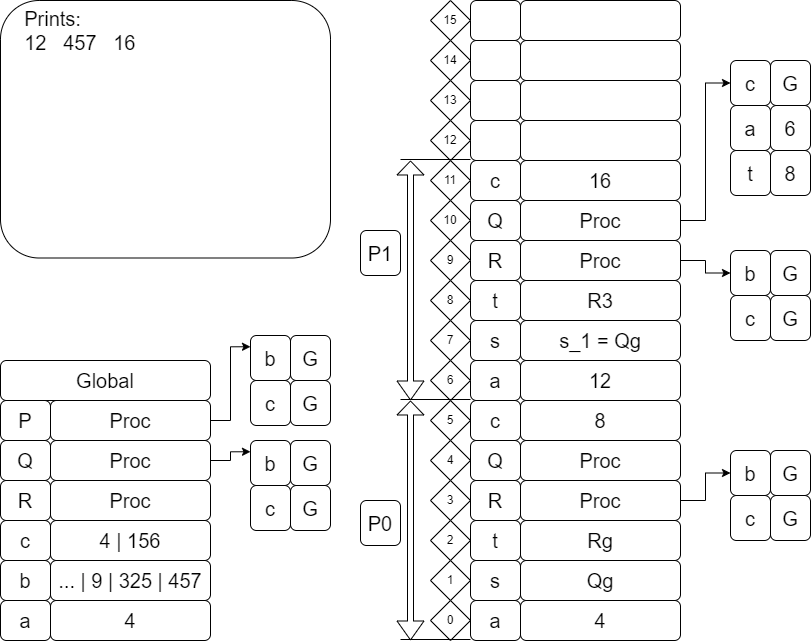 Prints:
12 457 16
15
14
13
12
11 c 16
10 Q Proc
9 R Proc
8 t R3
7 s s_1 = Qg
6 a 12
5 c 8
4 Q Proc
3 R Proc
2 t Rg
1 s Qg
0 a 4
P1
P0
c G
a 6
t 8
b G
c G
b G
c G
Global
P Proc
Q Proc
R Proc
c 4 | 156
b ... | 9 | 325 | 457
a 4
b G
c G
b G
c G